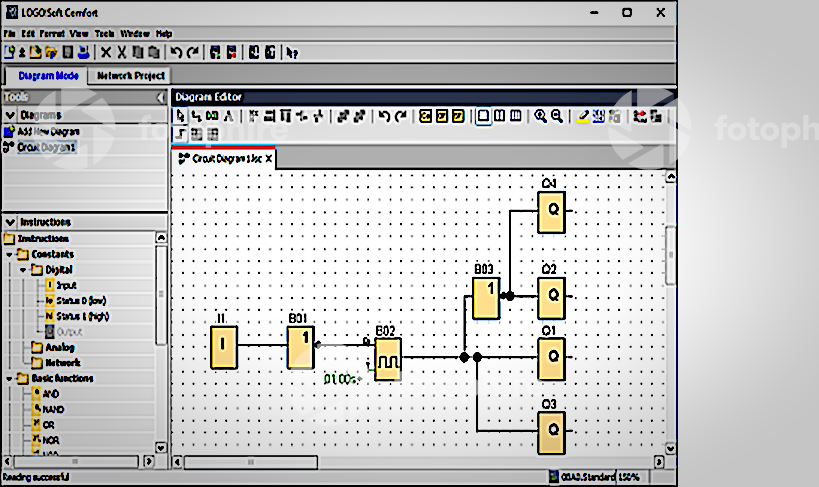 LOGO!Soft Comfort
File Edit Format View Tools Window Help
Diagram Mode Network Project
Tools
Diagram Editor
Diagrams
Add New Diagram
Circuit Diagram1
Circuit Diagram1.lsc X
fotophire
fotophire
Instructions
Instructions
Constants
Digital
Input
Status 0 (low)
Status 1 (high)
Output
Analog
Network
Basic functions
AND
NAND
OR
NOR
Q4
Q
B03
1
Q2
Q
I1
I
B01
1
B02
01:00s+
Q1
Q
Q3
Q
Reading successful
0BA8.Standard 150%